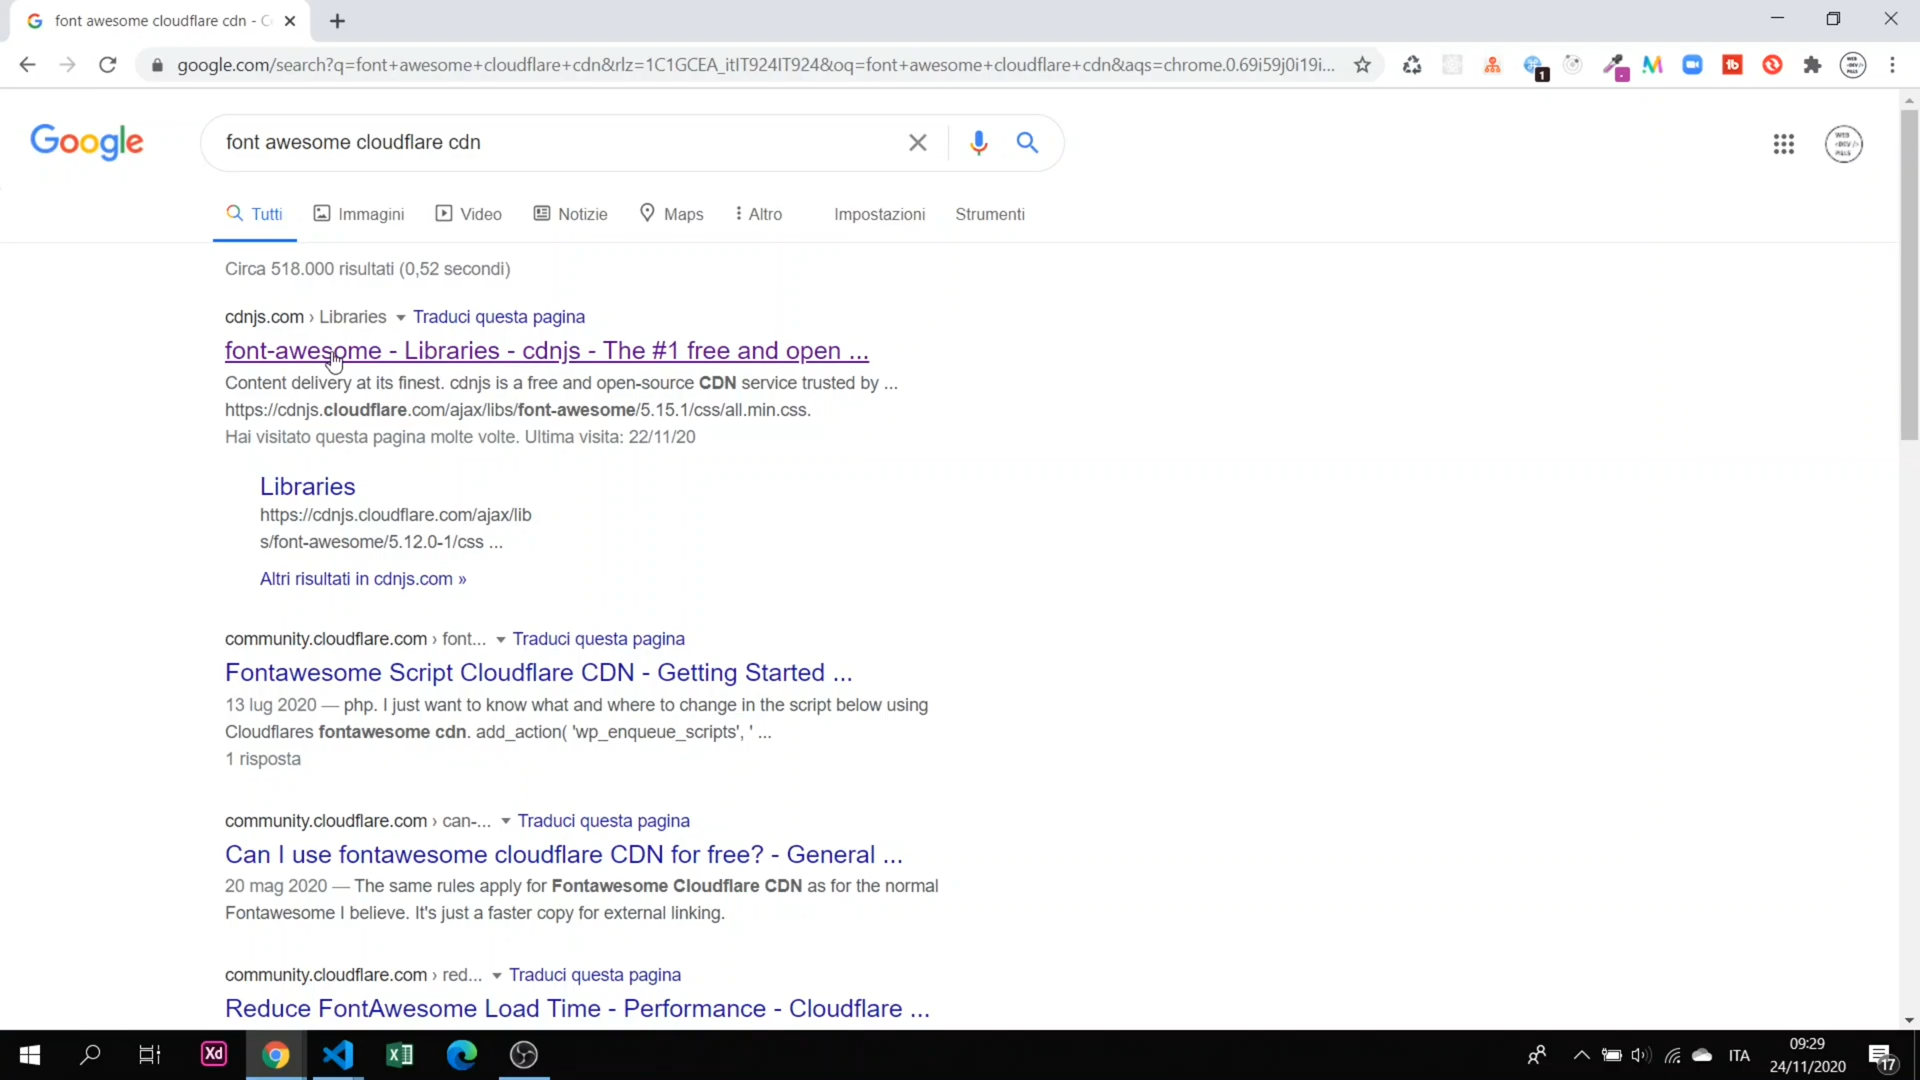 font awesome cloudflare cdn - C
google.com/search?q=font+awesome+cloudflare+cdn&rlz=1C1GCEA_itIT924IT924&oq=font+awesome+cloudflare+cdn&aqs=chrome.0.69i59j0i19i...
1
Google
font awesome cloudflare cdn
Tutti Immagini Video Notizie Maps Altro Impostazioni Strumenti
WEB
<DEV/>
PILLS
Circa 518.000 risultati (0,52 secondi)
cdnjs.com › Libraries Traduci questa pagina
font-awesome - Libraries - cdnjs - The #1 free and open ...
Content delivery at its finest. cdnjs is a free and open-source CDN service trusted by ...
https://cdnjs.cloudflare.com/ajax/libs/font-awesome/5.15.1/css/all.min.css.
Hai visitato questa pagina molte volte. Ultima visita: 22/11/20
Libraries
https://cdnjs.cloudflare.com/ajax/lib
s/font-awesome/5.12.0-1/css ...
Altri risultati in cdnjs.com »
community.cloudflare.com › font... Traduci questa pagina
Fontawesome Script Cloudflare CDN - Getting Started ...
13 lug 2020 — php. I just want to know what and where to change in the script below using
Cloudflares fontawesome cdn. add_action( 'wp_enqueue_scripts', ' ...
1 risposta
community.cloudflare.com › can-... Traduci questa pagina
Can I use fontawesome cloudflare CDN for free? - General ...
20 mag 2020 — The same rules apply for Fontawesome Cloudflare CDN as for the normal
Fontawesome I believe. It's just a faster copy for external linking.
community.cloudflare.com › red... Traduci questa pagina
Reduce FontAwesome Load Time - Performance - Cloudflare ...
Xd
ITA
09:29
24/11/2020
17